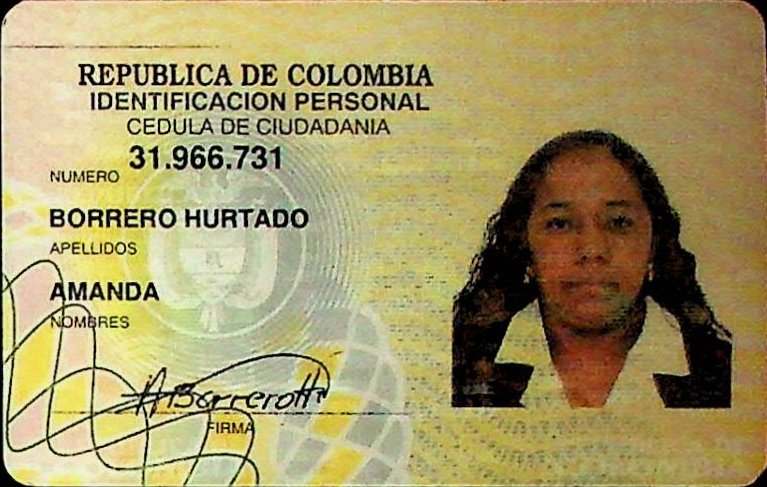 REPUBLICA DE COLOMBIA
IDENTIFICACION PERSONAL
CEDULA DE CIUDADANIA
NUMERO 31.966.731
BORRERO HURTADO
APELLIDOS
AMANDA
NOMBRES
ABorreroH
FIRMA